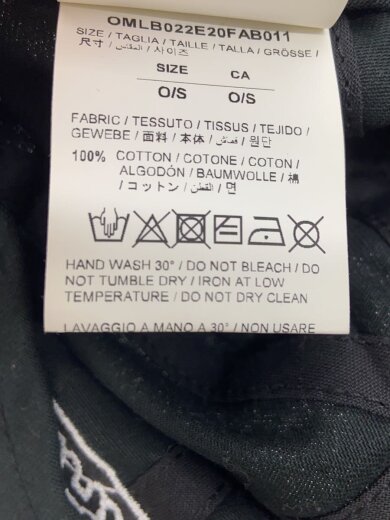 OMLB022E20FAB011
SIZE / TAGLIA / TAILLE / TALLA / GRÖSSE /
尺寸 / المقاس / 사이즈
SIZE CA
O/S O/S
FABRIC / TESSUTO / TISSUS / TEJIDO /
GEWEBE / 面料 / 本体 / قماش / 원단
100% COTTON / COTONE / COTON /
ALGODÓN / BAUMWOLLE / 棉
/ コットン / القطن / 면
HAND WASH 30° / DO NOT BLEACH / DO
NOT TUMBLE DRY / IRON AT LOW
TEMPERATURE / DO NOT DRY CLEAN
LAVAGGIO A MANO A 30° / NON USARE